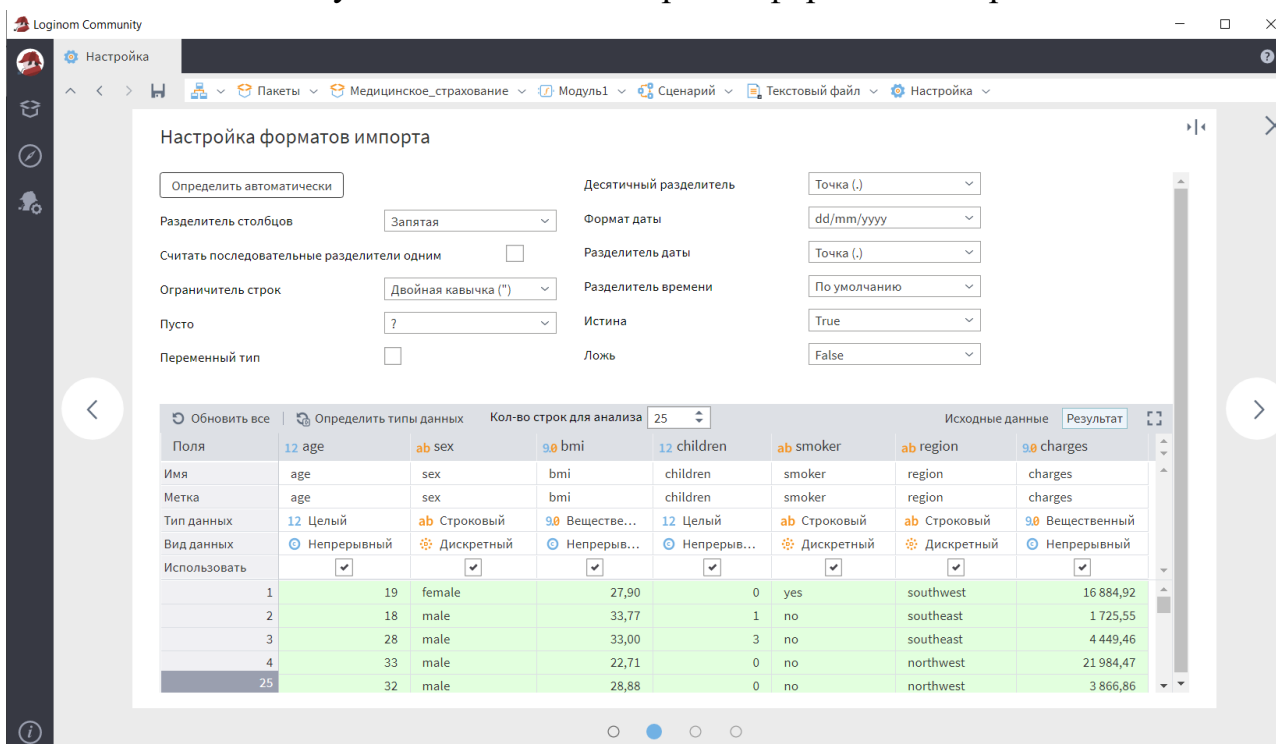 Loginom Community
Настройка
Пакеты Медицинское_страхование Модуль1 Сценарий Текстовый файл Настройка
Настройка форматов импорта
Определить автоматически
Десятичный разделитель Точка (.)
Разделитель столбцов Запятая
Формат даты dd/mm/yyyy
Считать последовательные разделители одним
Разделитель даты Точка (.)
Ограничитель строк Двойная кавычка (")
Разделитель времени По умолчанию
Пусто ?
Истина True
Переменный тип
Ложь False
Обновить все Определить типы данных Кол-во строк для анализа 25 Исходные данные Результат
Поля 12 age ab sex 9.0 bmi 12 children ab smoker ab region 9.0 charges
Имя age sex bmi children smoker region charges
Метка age sex bmi children smoker region charges
Тип данных 12 Целый ab Строковый 9.0 Веществе... 12 Целый ab Строковый ab Строковый 9.0 Вещественный
Вид данных Непрерывный Дискретный Непрерыв... Непрерыв... Дискретный Дискретный Непрерывный
Использовать
1 19 female 27,90 0 yes southwest 16 884,92
2 18 male 33,77 1 no southeast 1 725,55
3 28 male 33,00 3 no southeast 4 449,46
4 33 male 22,71 0 no northwest 21 984,47
25 32 male 28,88 0 no northwest 3 866,86